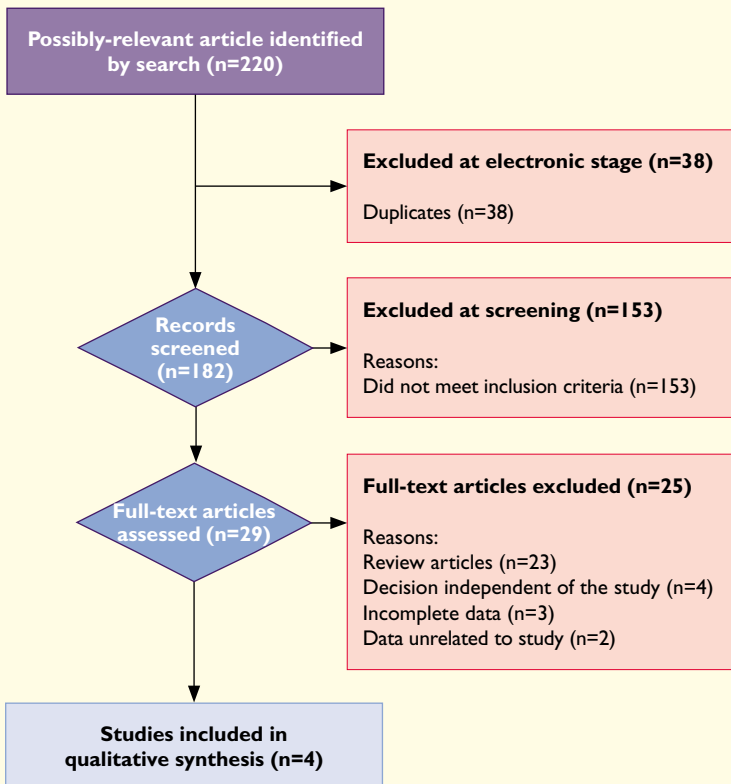 Possibly-relevant article identified
by search (n=220)
Excluded at electronic stage (n=38)
Duplicates (n=38)
Records
screened
(n=182)
Excluded at screening (n=153)
Reasons:
Did not meet inclusion criteria (n=153)
Full-text articles
assessed (n=29)
Full-text articles excluded (n=25)
Reasons:
Review articles (n=23)
Decision independent of the study (n=4)
Incomplete data (n=3)
Data unrelated to study (n=2)
Studies included in
qualitative synthesis (n=4)